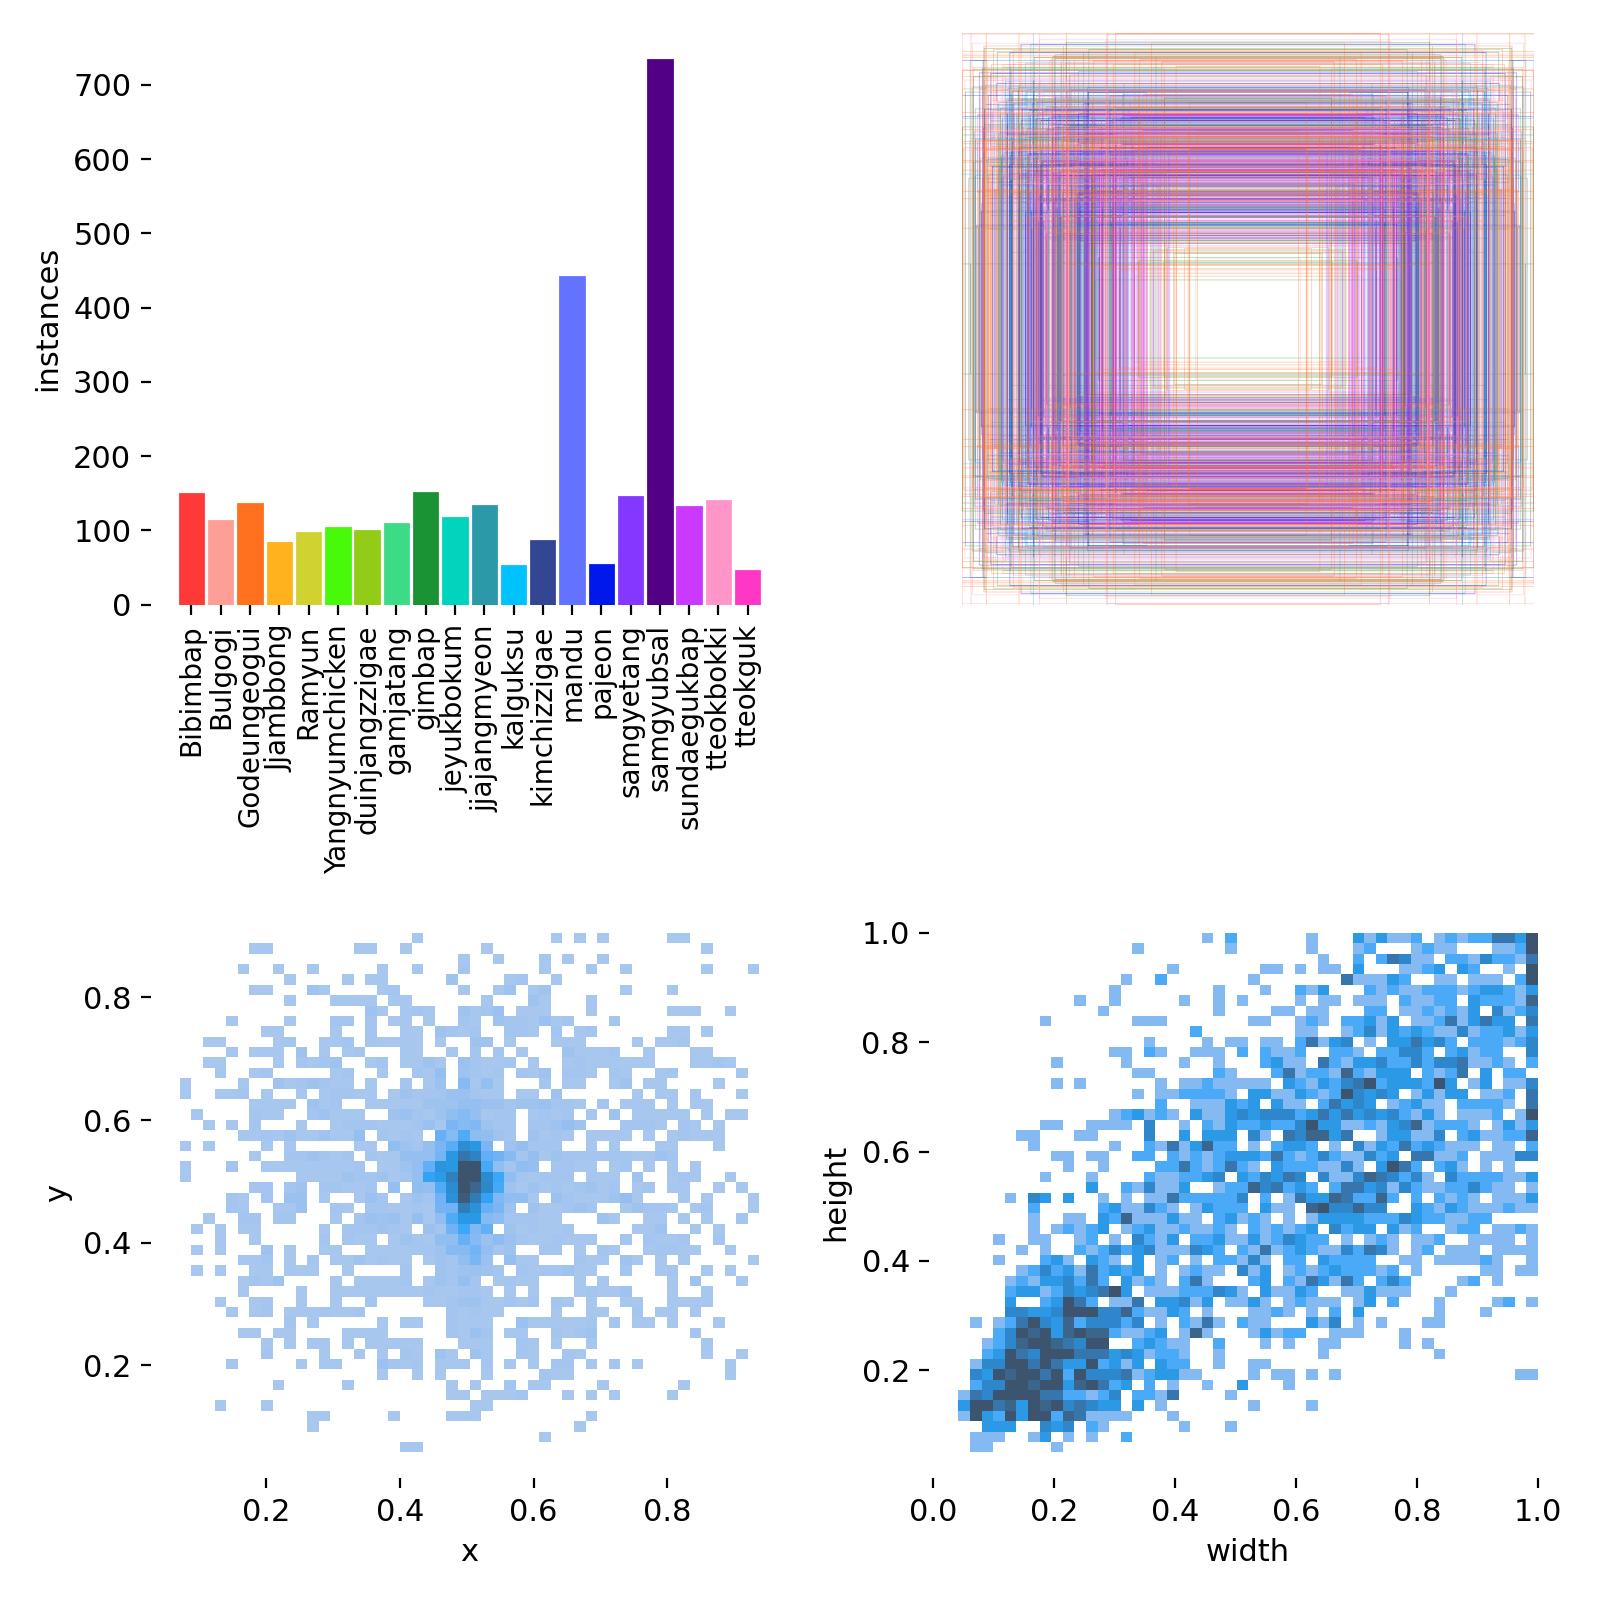 700
600
500
400
300
200
100
0
instances
Bibimbap
Bulgogi
Godeungeogui
Jjambbong
Ramyun
Yangnyumchicken
duinjangzzigae
gamjatang
gimbap
jeyukbokum
jjajangmyeon
kalguksu
kimchizzigae
mandu
pajeon
samgyetang
samgyubsal
sundaegukbap
tteokbokki
tteokguk
0.8
0.6
0.4
0.2
y
0.2 0.4 0.6 0.8
x
1.0
0.8
0.6
0.4
0.2
height
0.0 0.2 0.4 0.6 0.8 1.0
width